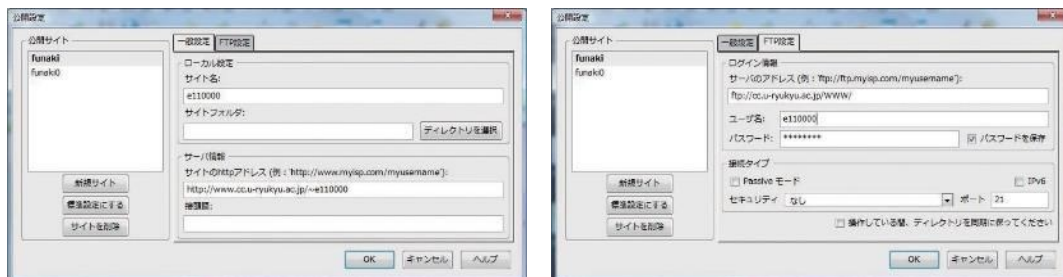 公開設定
公開サイト
funaki
funaki0
新規サイト
標準設定にする
サイトを削除
一般設定 FTP設定
ローカル設定
サイト名:
e110000
サイトフォルダ:
ディレクトリを選択
サーバ情報
サイトのhttpアドレス (例：'http://www.myisp.com/myusername'):
http://www.cc.u-ryukyu.ac.jp/~e110000
接頭語:
OK キャンセル ヘルプ
公開設定
公開サイト
funaki
funaki0
新規サイト
標準設定にする
サイトを削除
一般設定 FTP設定
ログイン情報
サーバのアドレス (例：'ftp://ftp.myisp.com/myusername'):
ftp://cc.u-ryukyu.ac.jp/WWW/
ユーザ名: e110000
パスワード: ******** パスワードを保存
接続タイプ
Passive モード IPv6
セキュリティ なし ポート 21
操作している間、ディレクトリを同期に保ってください
OK キャンセル ヘルプ